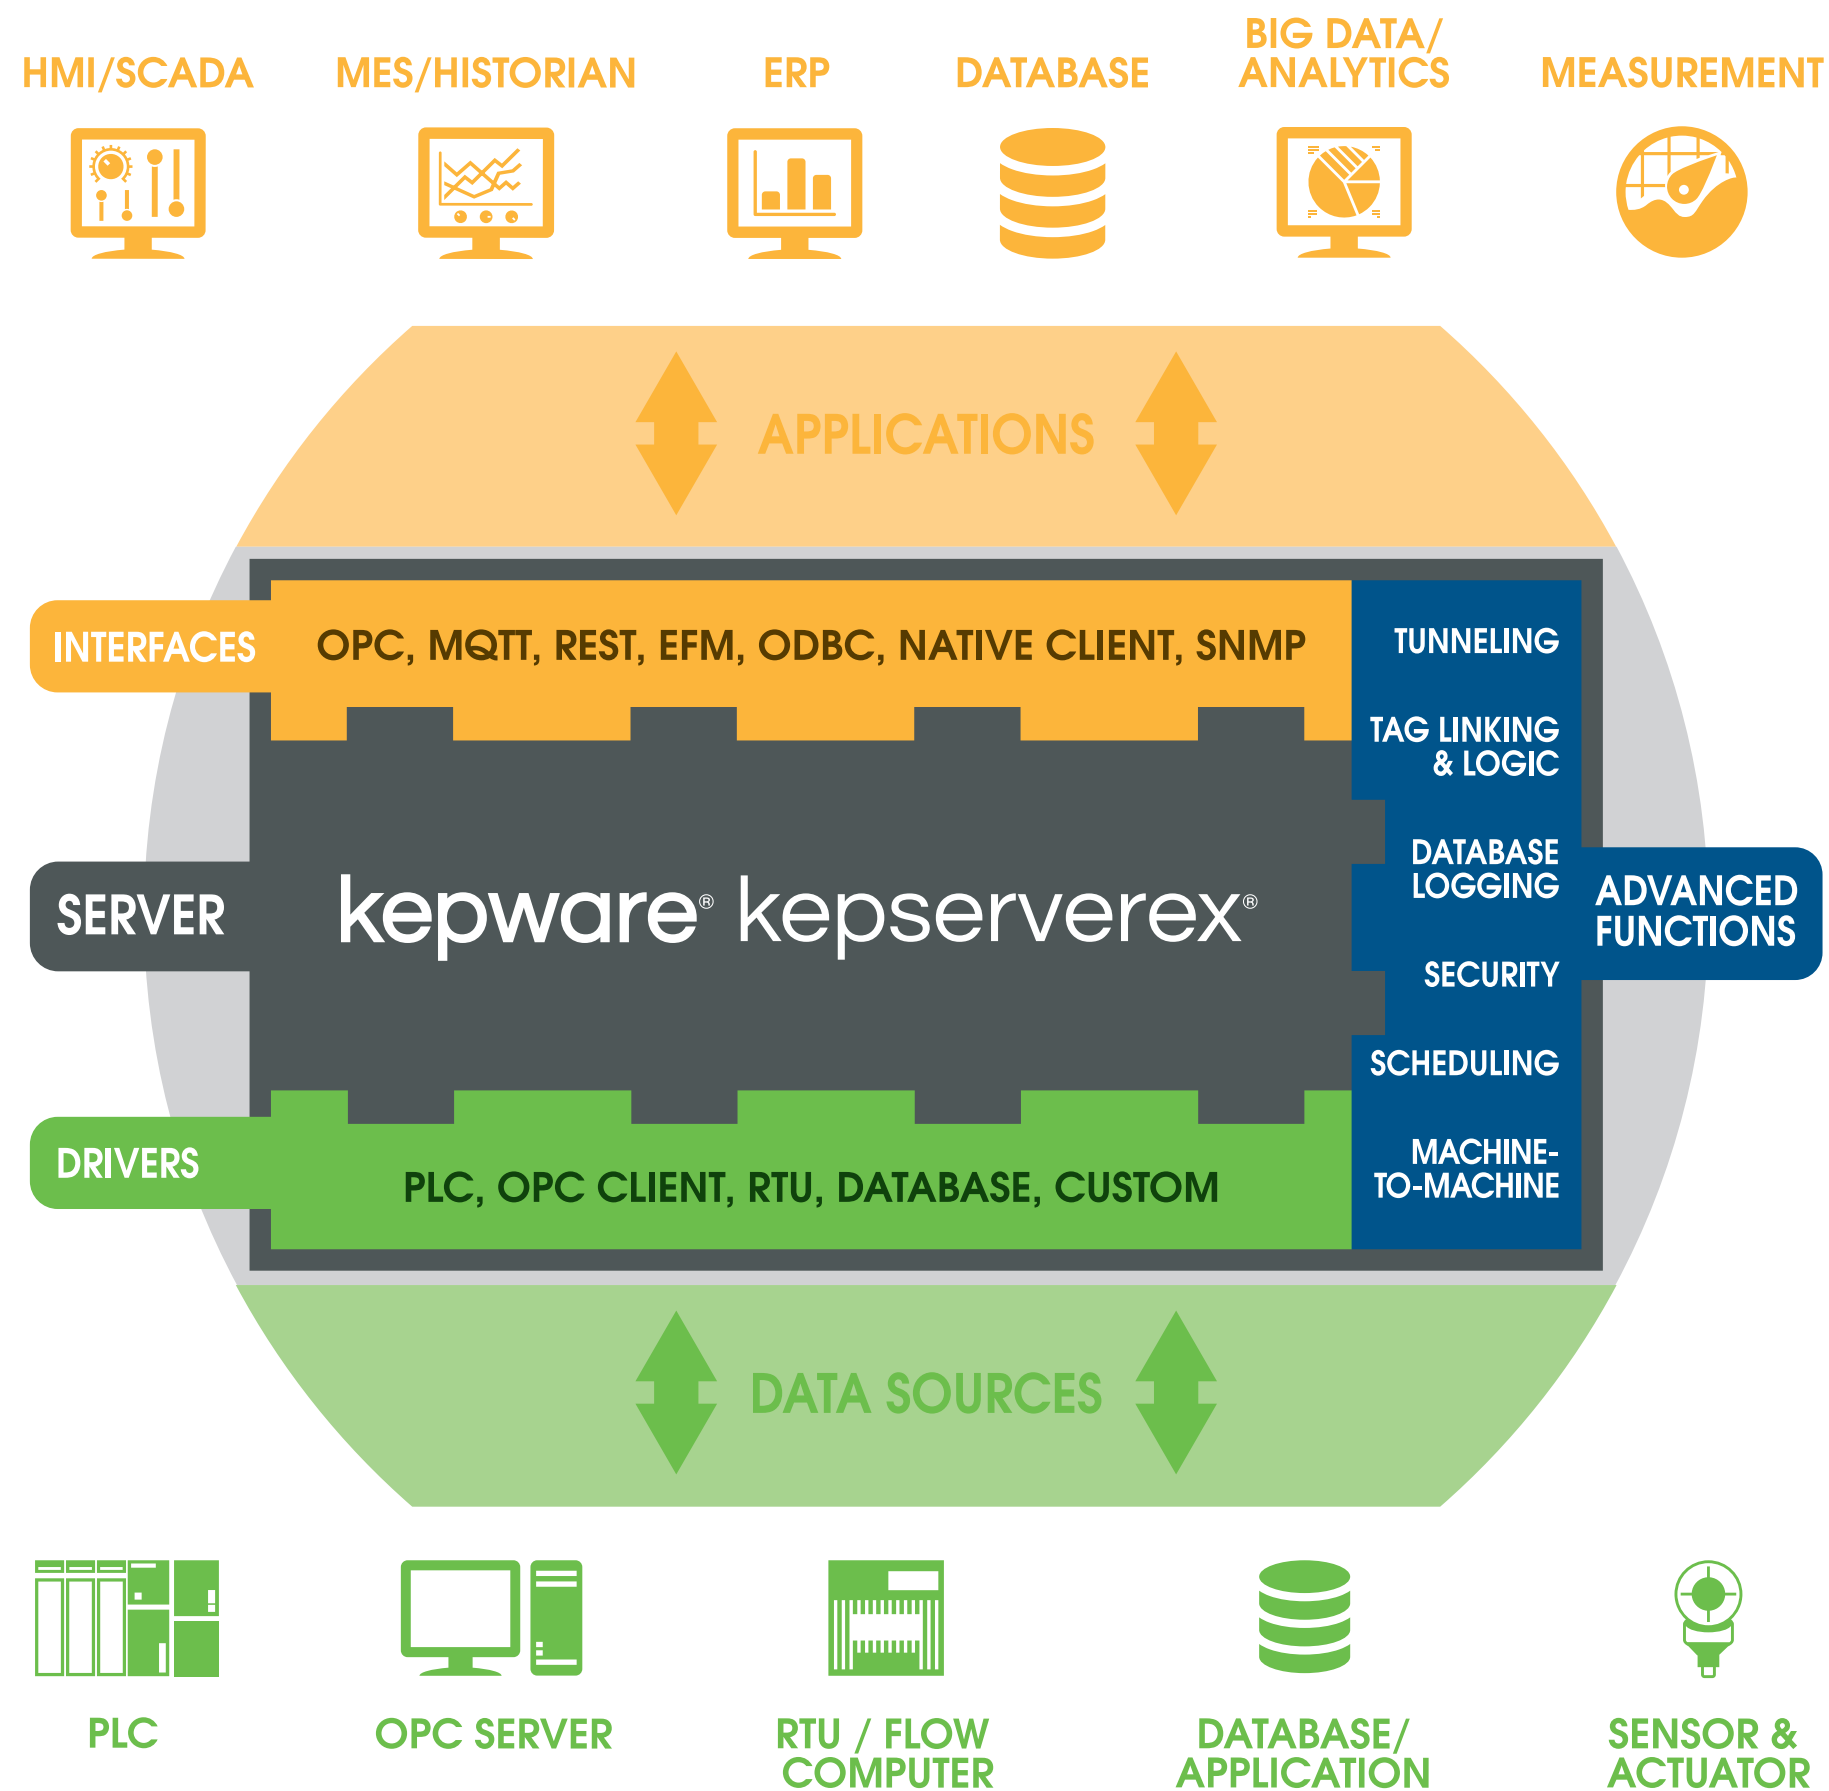 HMI/SCADA
MES/HISTORIAN
ERP
DATABASE
BIG DATA/
ANALYTICS
MEASUREMENT
APPLICATIONS
INTERFACES
OPC, MQTT, REST, EFM, ODBC, NATIVE CLIENT, SNMP
TUNNELING
TAG LINKING
& LOGIC
DATABASE
LOGGING
SECURITY
SCHEDULING
MACHINE-
TO-MACHINE
ADVANCED
FUNCTIONS
SERVER
kepware® kepserverex®
DRIVERS
PLC, OPC CLIENT, RTU, DATABASE, CUSTOM
DATA SOURCES
PLC
OPC SERVER
RTU / FLOW
COMPUTER
DATABASE/
APPLICATION
SENSOR &
ACTUATOR